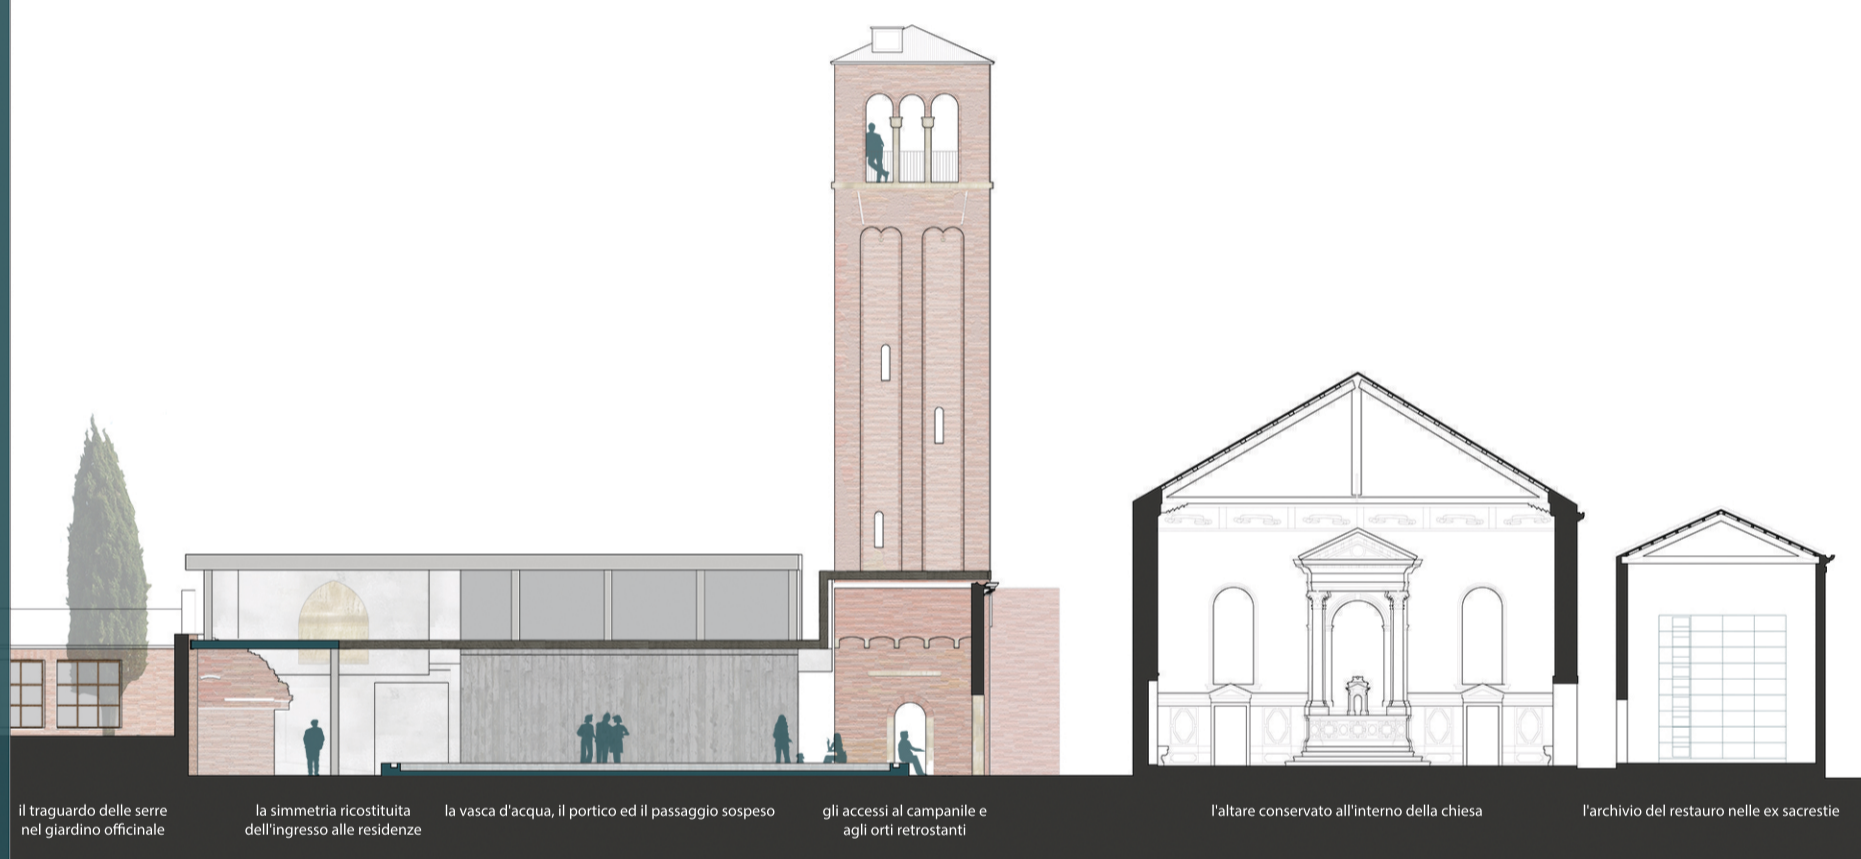 il traguardo delle serre
nel giardino officinale
la simmetria ricostituita
dell'ingresso alle residenze
la vasca d'acqua, il portico ed il passaggio sospeso
gli accessi al campanile e
agli orti retrostanti
l'altare conservato all'interno della chiesa
l'archivio del restauro nelle ex sacrestie